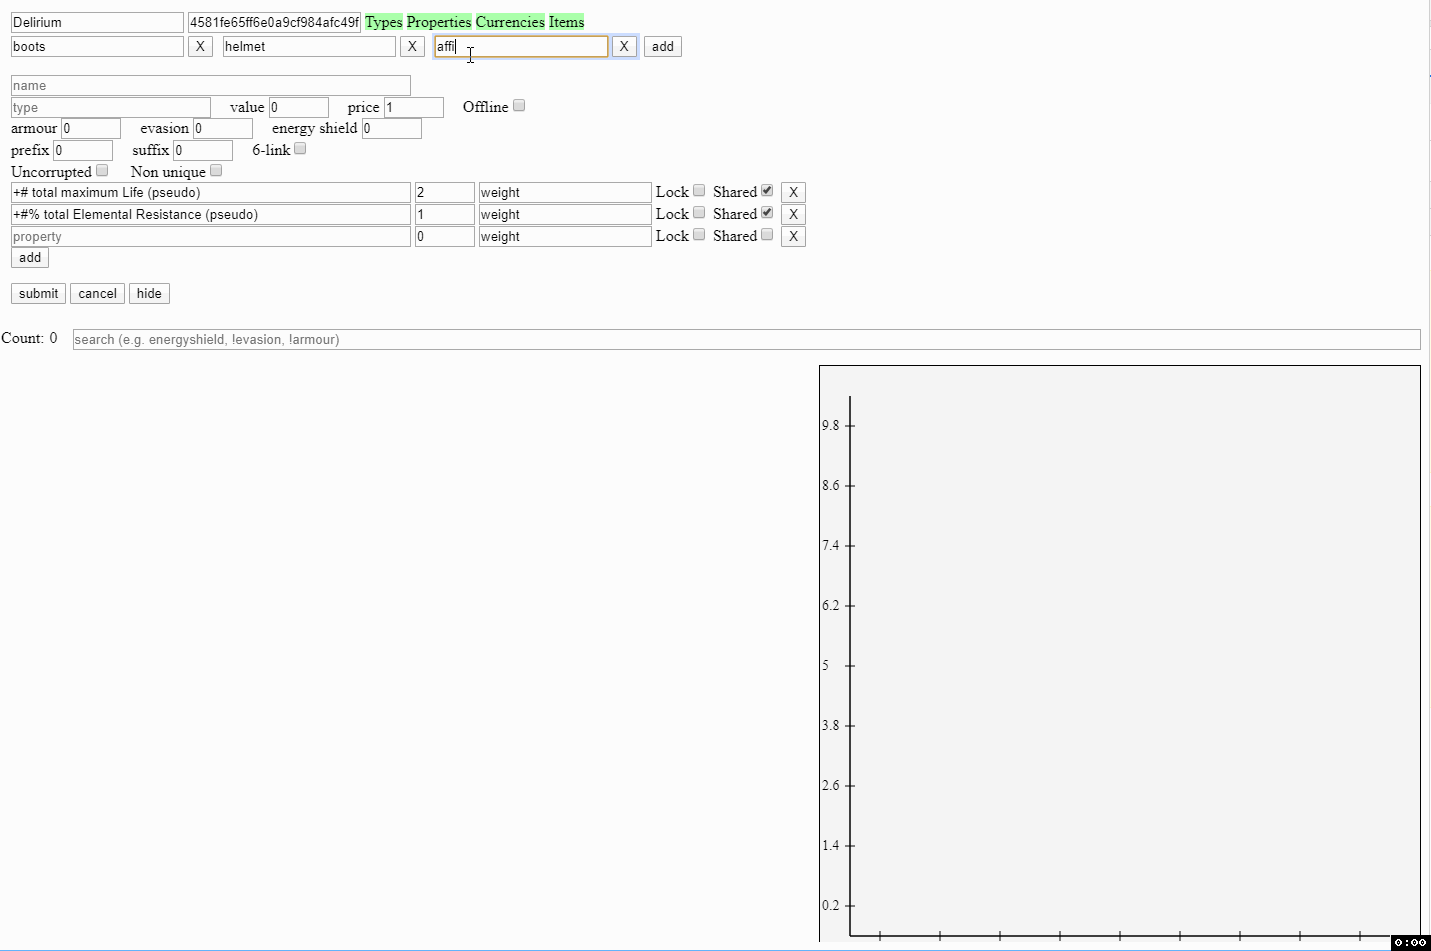 Delirium 4581fe65ff6e0a9cf984afc49f Types Properties Currencies Items
boots X helmet X affi X add
name
type value 0 price 1 Offline
armour 0 evasion 0 energy shield 0
prefix 0 suffix 0 6-link
Uncorrupted Non unique
+# total maximum Life (pseudo) 2 weight Lock Shared X
+#% total Elemental Resistance (pseudo) 1 weight Lock Shared X
property 0 weight Lock Shared X
add
submit cancel hide
Count: 0 search (e.g. energyshield, !evasion, !armour)
9.8
8.6
7.4
6.2
5
3.8
2.6
1.4
0.2
0:00